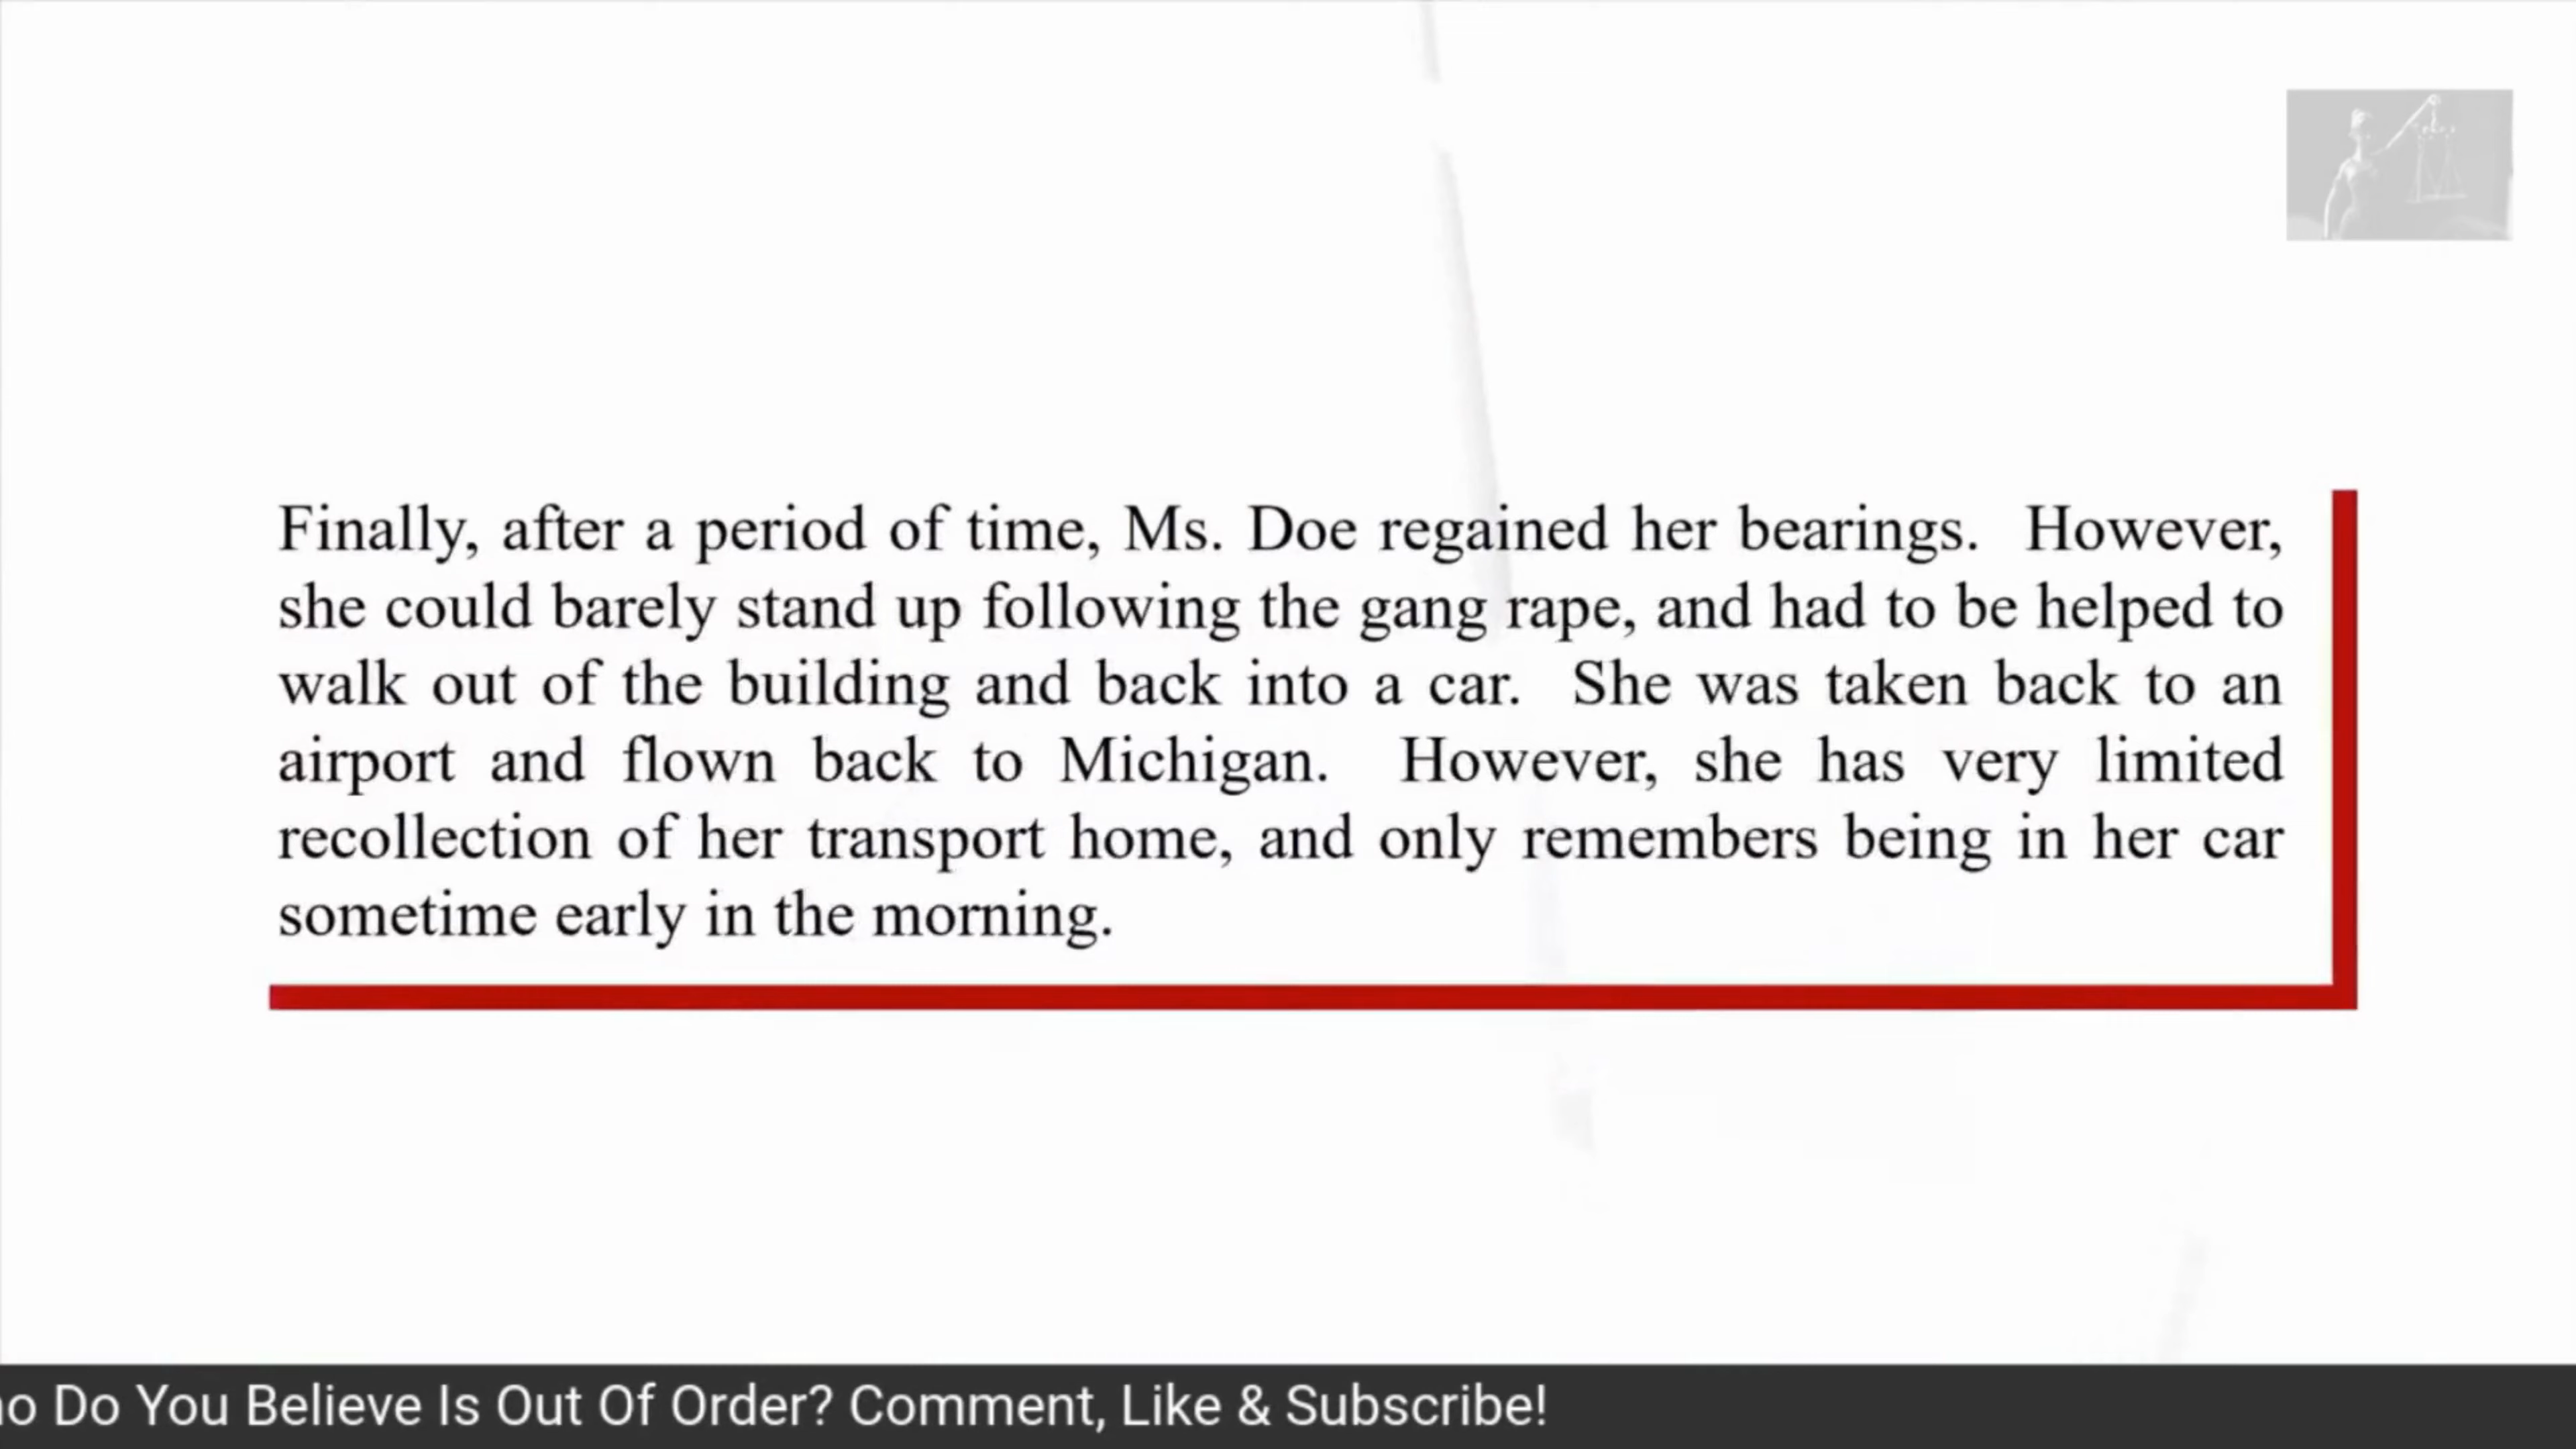 Finally, after a period of time, Ms. Doe regained her bearings. However,
she could barely stand up following the gang rape, and had to be helped to
walk out of the building and back into a car. She was taken back to an
airport and flown back to Michigan. However, she has very limited
recollection of her transport home, and only remembers being in her car
sometime early in the morning.
Do You Believe Is Out Of Order? Comment, Like & Subscribe!